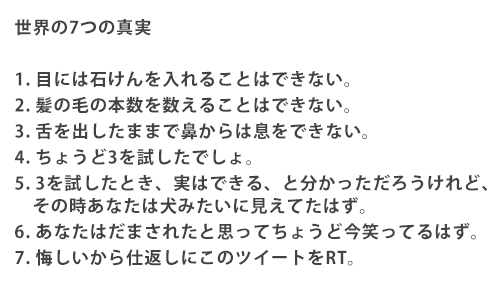 世界の7つの真実
1. 目には石けんを入れることはできない。
2. 髪の毛の本数を数えることはできない。
3. 舌を出したままで鼻からは息をできない。
4. ちょうど3を試したでしょ。
5. 3を試したとき、実はできる、と分かっただろうけれど、
その時あなたは犬みたいに見えてたはず。
6. あなたはだまされたと思ってちょうど今笑ってるはず。
7. 悔しいから仕返しにこのツイートをRT。